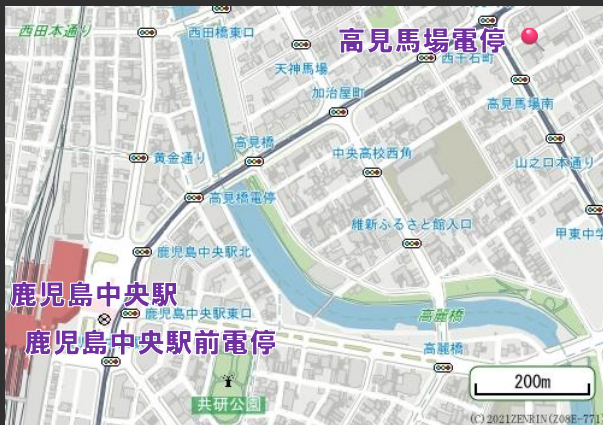 西田本通り
西田橋東口
高見馬場電停
天神馬場
西千石町
加治屋町
高見馬場南
高見橋
黄金通り
中央高校西角
山之口本通り
高見橋電停
維新ふるさと館入口
甲東中学
鹿児島中央駅北
鹿児島中央駅
鹿児島中央駅東口
高麗橋
鹿児島中央駅前電停
高麗橋
200m
共研公園
(C)2021ZENRIN(Z08E-771)